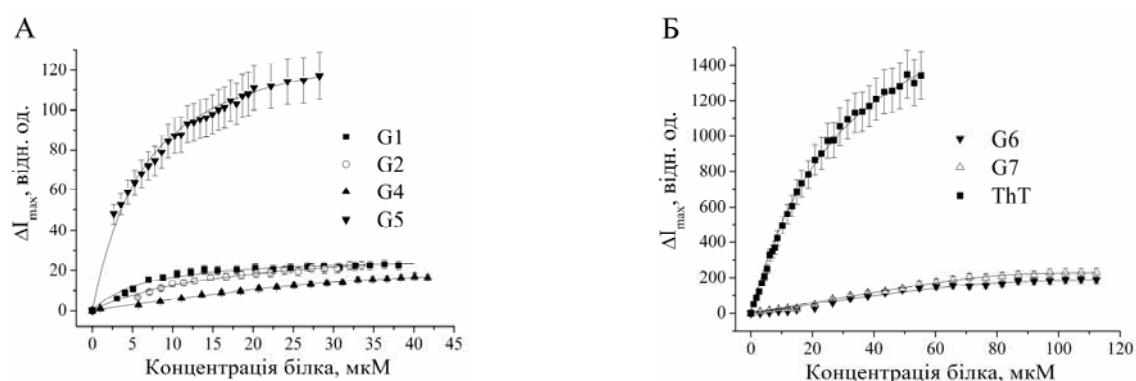 А
ΔI_max, відн. од.
120
100
80
60
40
20
0
G1
G2
G4
G5
0 5 10 15 20 25 30 35 40 45
Концентрація білка, мкМ
Б
ΔI_max, відн. од.
1400
1200
1000
800
600
400
200
0
G6
G7
ThT
0 20 40 60 80 100 120
Концентрація білка, мкМ